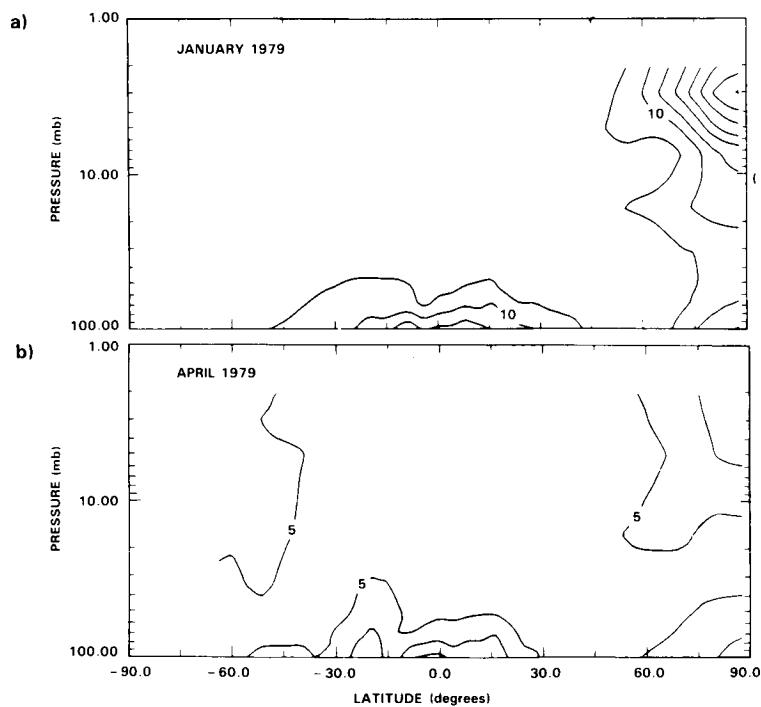 a)
1.00
JANUARY 1979
10
PRESSURE (mb)
10.00
10
100.00
b)
1.00
APRIL 1979
PRESSURE (mb)
10.00
5
5
5
100.00
-90.0 -60.0 -30.0 0.0 30.0 60.0 90.0
LATITUDE (degrees)